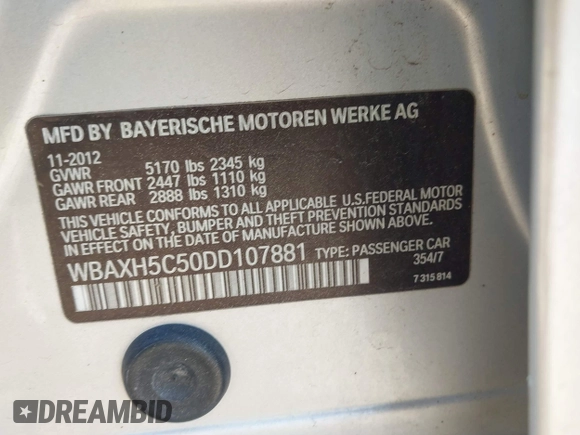 MFD BY BAYERISCHE MOTOREN WERKE AG
11-2012
GVWR 5170 lbs 2345 kg
GAWR FRONT 2447 lbs 1110 kg
GAWR REAR 2888 lbs 1310 kg
THIS VEHICLE CONFORMS TO ALL APPLICABLE U.S.FEDERAL MOTOR
VEHICLE SAFETY, BUMPER AND THEFT PREVENTION STANDARDS
IN EFFECT ON THE DATE OF MANUFACTURE SHOWN ABOVE.
WBAXH5C50DD107881 TYPE: PASSENGER CAR
354/7
7 315 814
DREAMBID